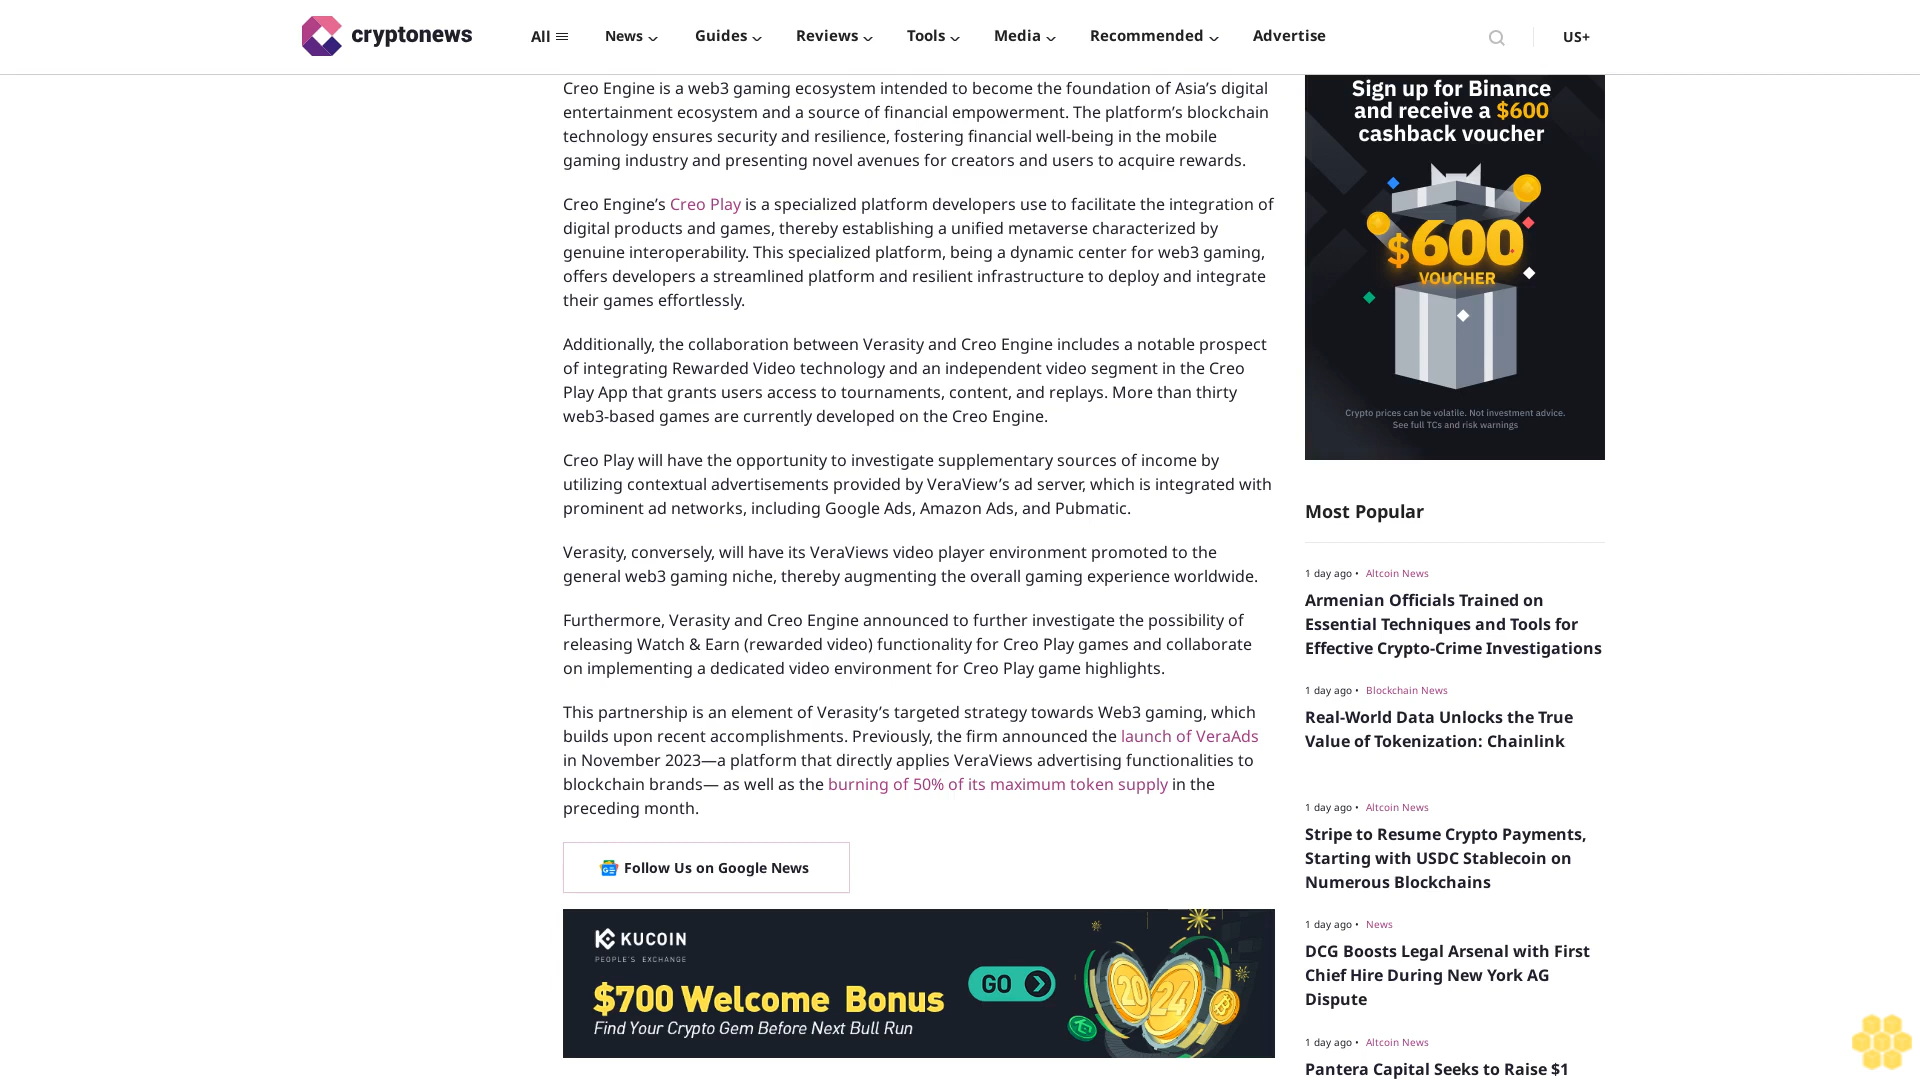 cryptonews
All
News
Guides
Reviews
Tools
Media
Recommended
Advertise
US+
Creo Engine is a web3 gaming ecosystem intended to become the foundation of Asia’s digital
entertainment ecosystem and a source of financial empowerment. The platform’s blockchain
technology ensures security and resilience, fostering financial well-being in the mobile
gaming industry and presenting novel avenues for creators and users to acquire rewards.
Creo Engine’s Creo Play is a specialized platform developers use to facilitate the integration of
digital products and games, thereby establishing a unified metaverse characterized by
genuine interoperability. This specialized platform, being a dynamic center for web3 gaming,
offers developers a streamlined platform and resilient infrastructure to deploy and integrate
their games effortlessly.
Additionally, the collaboration between Verasity and Creo Engine includes a notable prospect
of integrating Rewarded Video technology and an independent video segment in the Creo
Play App that grants users access to tournaments, content, and replays. More than thirty
web3-based games are currently developed on the Creo Engine.
Creo Play will have the opportunity to investigate supplementary sources of income by
utilizing contextual advertisements provided by VeraView’s ad server, which is integrated with
prominent ad networks, including Google Ads, Amazon Ads, and Pubmatic.
Verasity, conversely, will have its VeraViews video player environment promoted to the
general web3 gaming niche, thereby augmenting the overall gaming experience worldwide.
Furthermore, Verasity and Creo Engine announced to further investigate the possibility of
releasing Watch & Earn (rewarded video) functionality for Creo Play games and collaborate
on implementing a dedicated video environment for Creo Play game highlights.
This partnership is an element of Verasity’s targeted strategy towards Web3 gaming, which
builds upon recent accomplishments. Previously, the firm announced the launch of VeraAds
in November 2023—a platform that directly applies VeraViews advertising functionalities to
blockchain brands— as well as the burning of 50% of its maximum token supply in the
preceding month.
Follow Us on Google News
KUCOIN
PEOPLE'S EXCHANGE
$700 Welcome Bonus
Find Your Crypto Gem Before Next Bull Run
GO
20
24
Sign up for Binance
and receive a $600
cashback voucher
$600
VOUCHER
Crypto prices can be volatile. Not investment advice.
See full TCs and risk warnings
Most Popular
1 day ago • Altcoin News
Armenian Officials Trained on
Essential Techniques and Tools for
Effective Crypto-Crime Investigations
1 day ago • Blockchain News
Real-World Data Unlocks the True
Value of Tokenization: Chainlink
1 day ago • Altcoin News
Stripe to Resume Crypto Payments,
Starting with USDC Stablecoin on
Numerous Blockchains
1 day ago • News
DCG Boosts Legal Arsenal with First
Chief Hire During New York AG
Dispute
1 day ago • Altcoin News
Pantera Capital Seeks to Raise $1